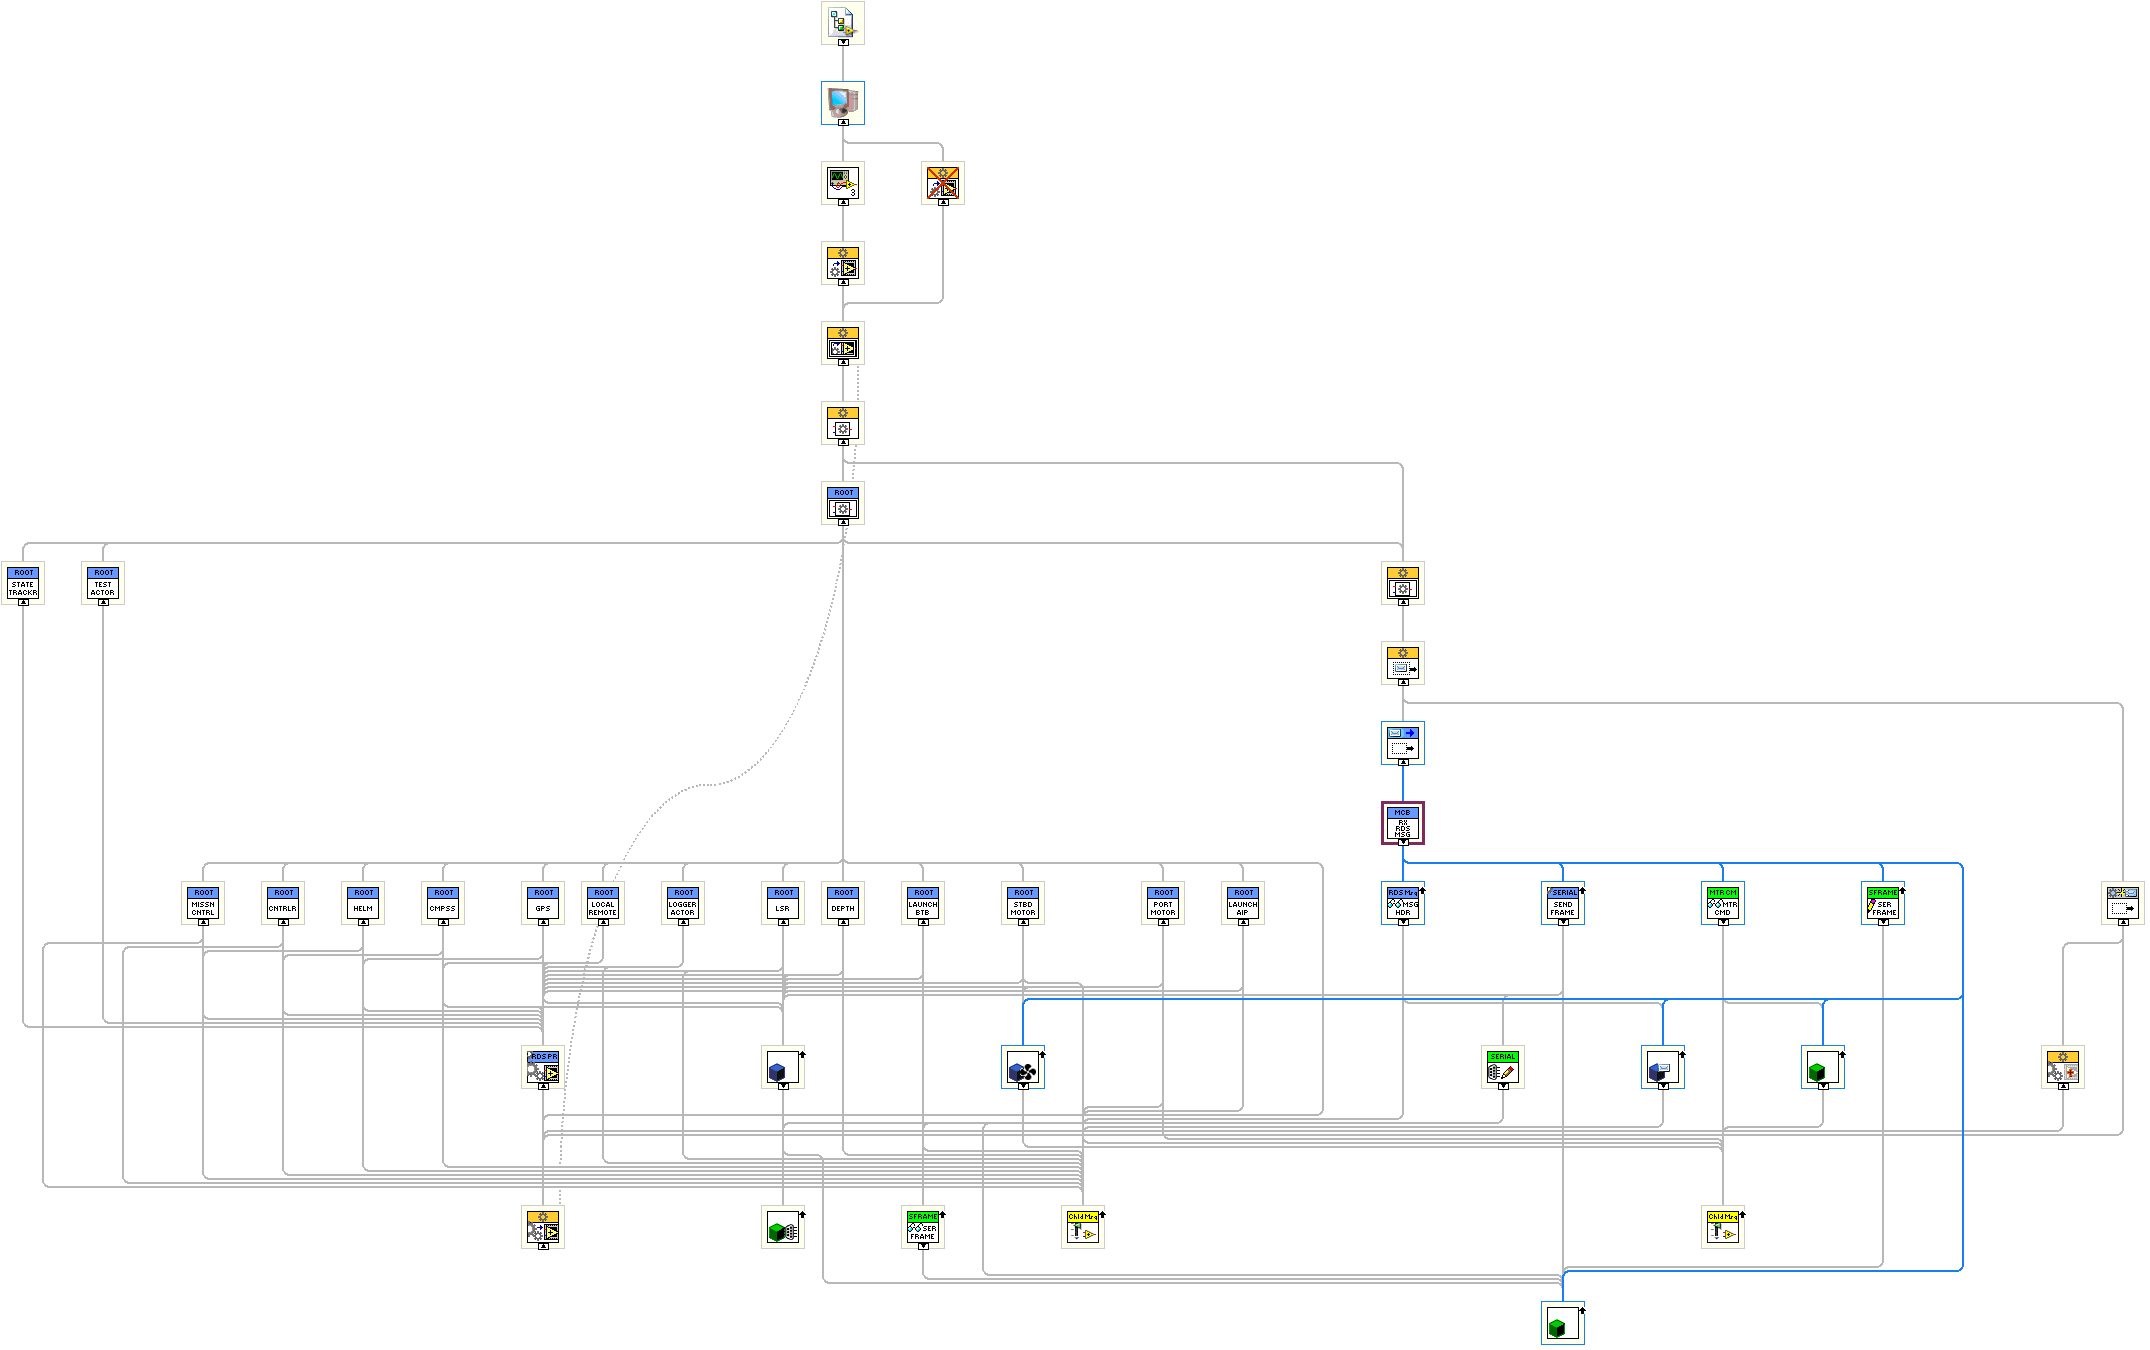 3
ROOT
ROOT
STATE
TRACKR
ROOT
TEST
ACTOR
MCB
RX
RDS
MSG
ROOT
MISSN
CNTRL
ROOT
CNTRLR
ROOT
HELM
ROOT
CMPSS
ROOT
GPS
ROOT
LOCAL
REMOTE
ROOT
LOGGER
ACTOR
ROOT
LSR
ROOT
DEPTH
ROOT
LAUNCH
BTB
ROOT
STBD
MOTOR
ROOT
PORT
MOTOR
ROOT
LAUNCH
AIP
RDS Msg
MSG
HDR
SERIAL
SEND
FRAME
MTR CM
MTR
CMD
SFRAME
SER
FRAME
RDS PR
SERIAL
SFRAME
SER
FRAME
Chld Msg
Chld Msg